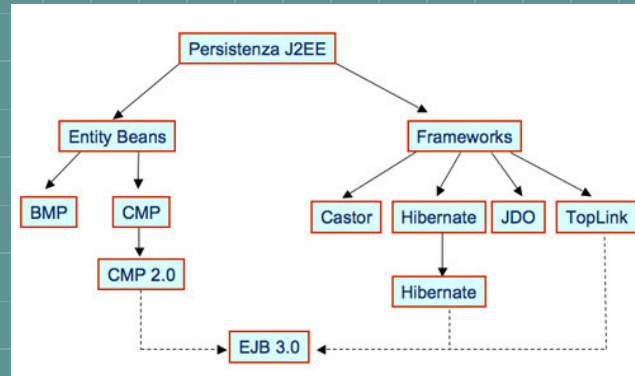 Persistenza J2EE
Entity Beans
Frameworks
BMP
CMP
Castor
Hibernate
JDO
TopLink
CMP 2.0
Hibernate
EJB 3.0